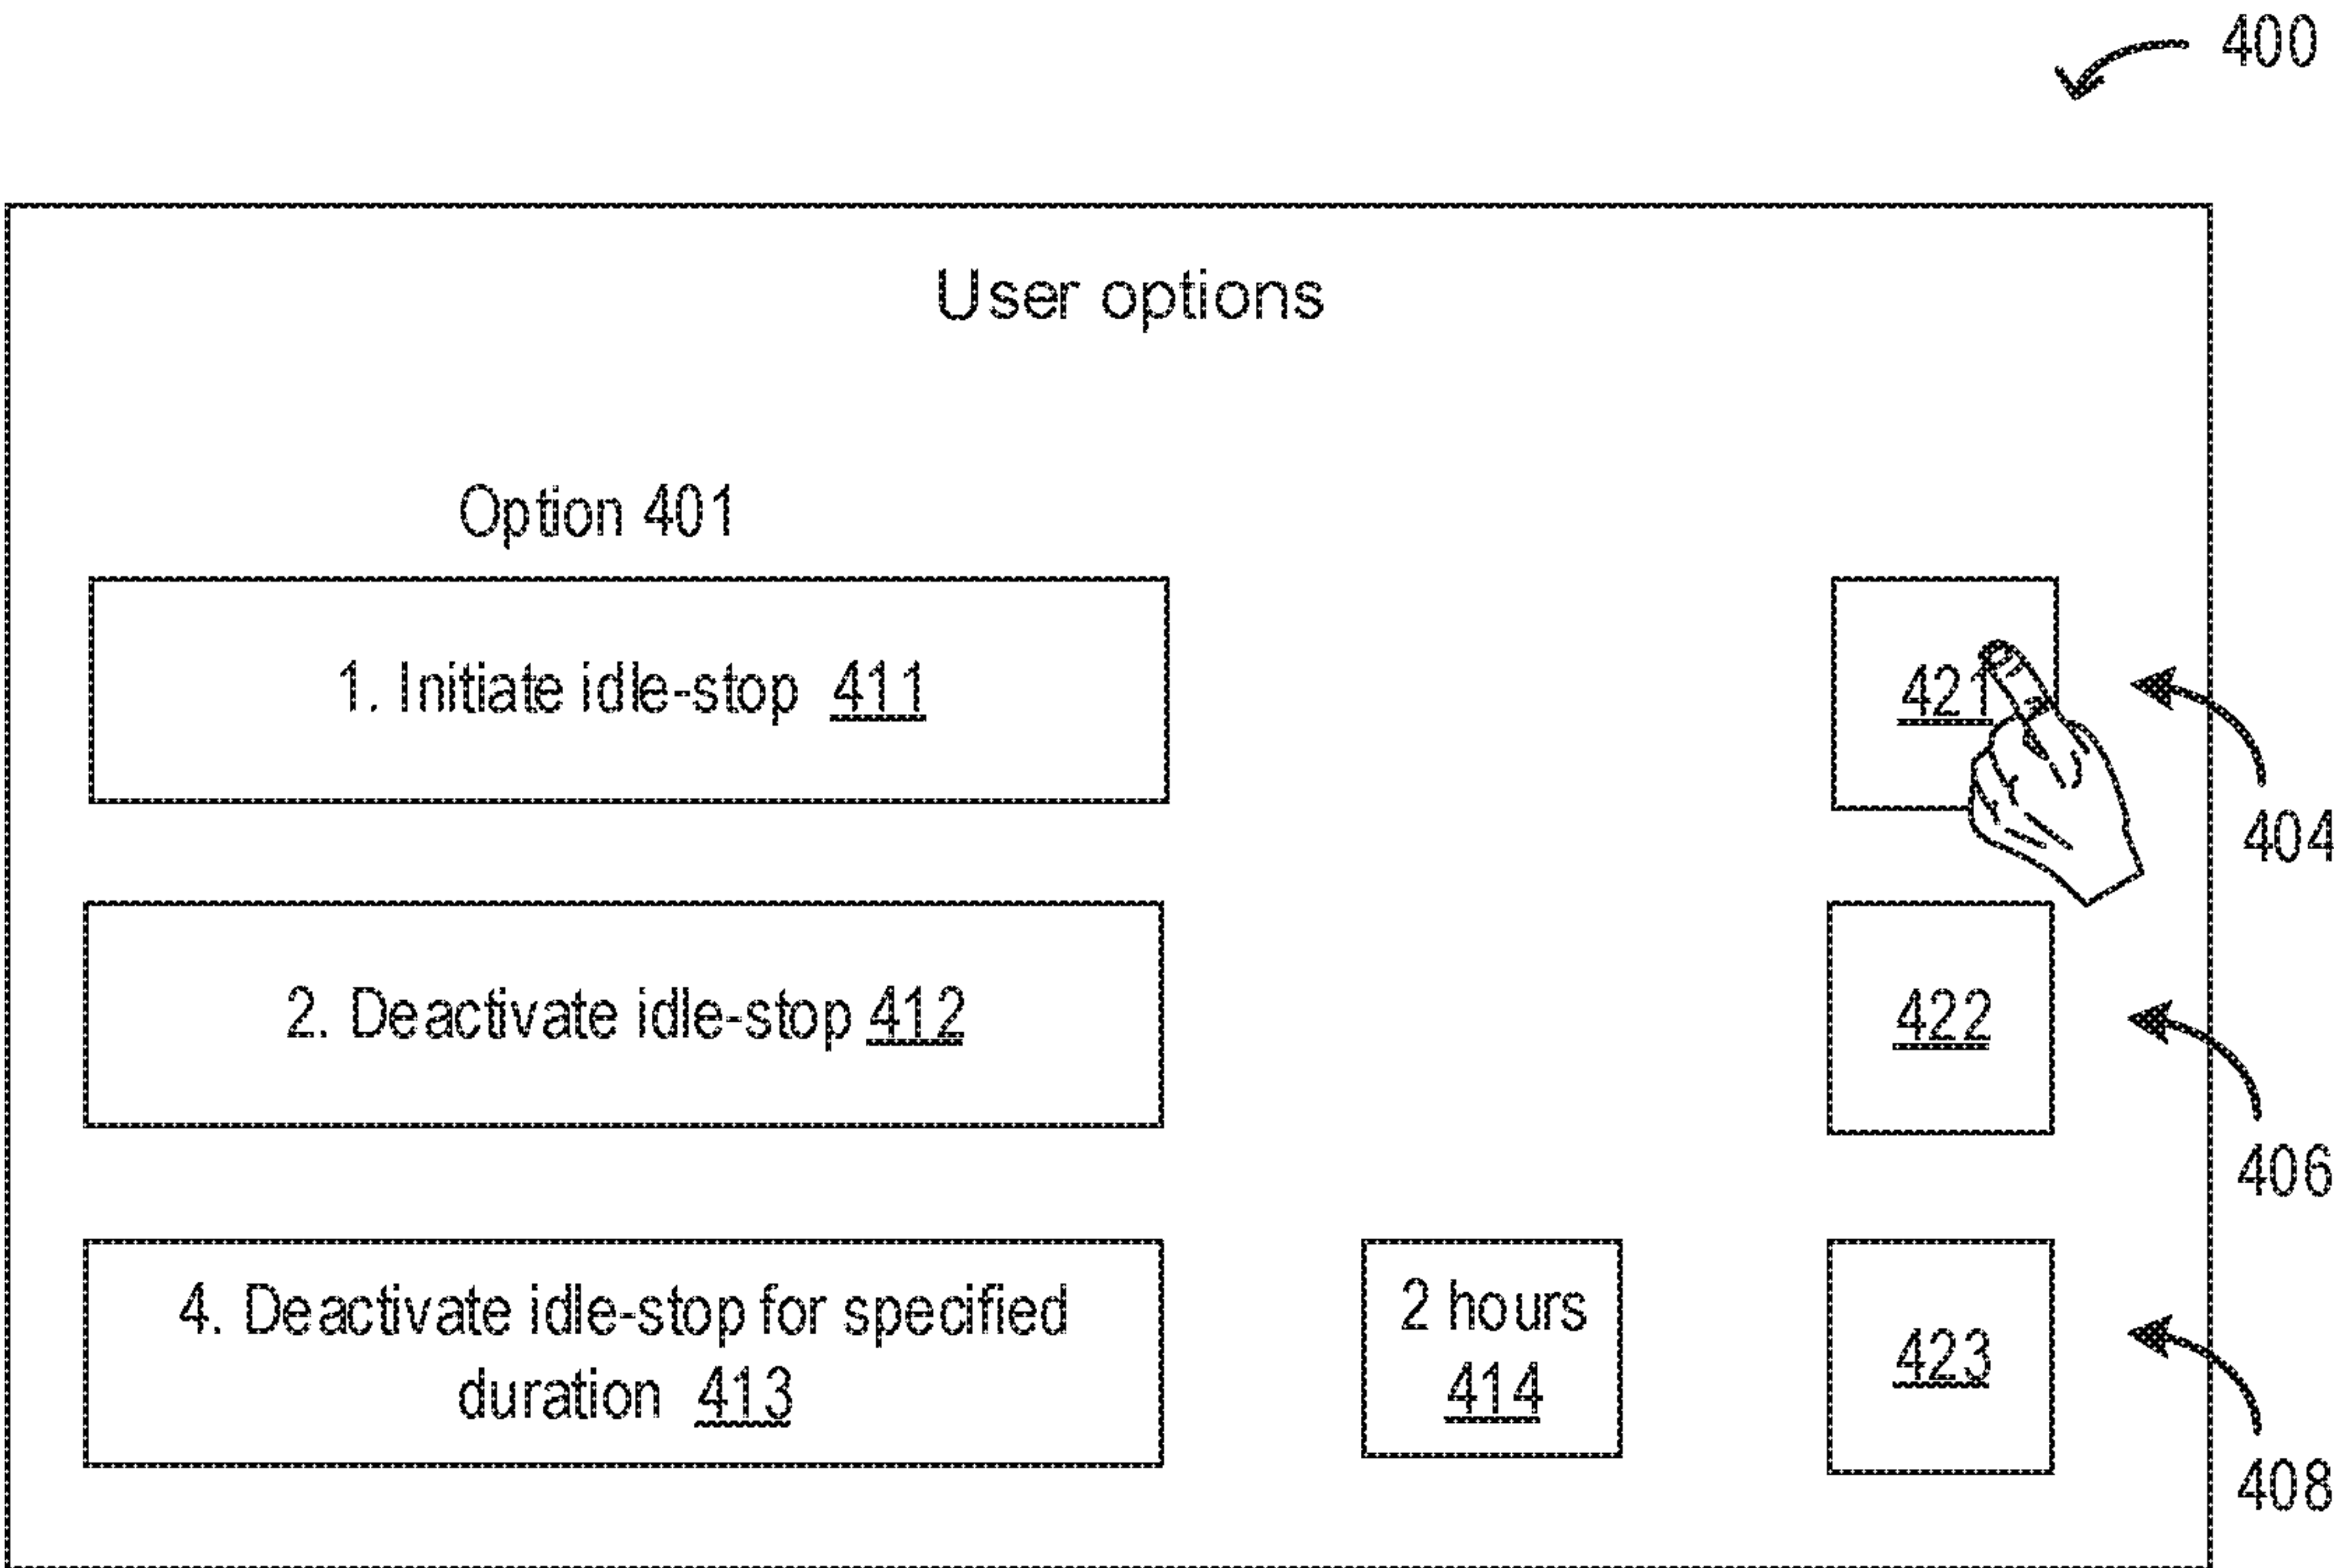 400
User options
Option 401
1. Initiate idle-stop 411
421
404
2. Deactivate idle-stop 412
422
406
4. Deactivate idle-stop for specified
duration 413
2 hours
414
423
408